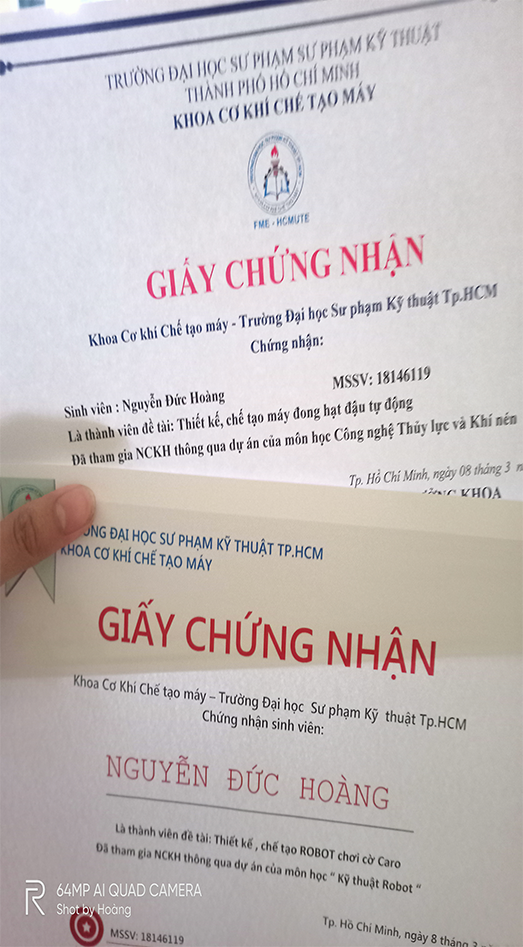 TRƯỜNG ĐẠI HỌC SƯ PHẠM SƯ PHẠM KỸ THUẬT
THÀNH PHỐ HỒ CHÍ MINH
KHOA CƠ KHÍ CHẾ TẠO MÁY
FME - HCMUTE
GIẤY CHỨNG NHẬN
Khoa Cơ khí Chế tạo máy - Trường Đại học Sư phạm Kỹ thuật Tp.HCM
Chứng nhận:
Sinh viên : Nguyễn Đức Hoàng MSSV: 18146119
Là thành viên đề tài: Thiết kế, chế tạo máy đong hạt đậu tự động
Đã tham gia NCKH thông qua dự án của môn học Công nghệ Thủy lực và Khí nén
Tp. Hồ Chí Minh, ngày 08 tháng 3
KHOA
ĐẠI HỌC SƯ PHẠM KỸ THUẬT TP.HCM
KHOA CƠ KHÍ CHẾ TẠO MÁY
GIẤY CHỨNG NHẬN
Khoa Cơ Khí Chế tạo máy – Trường Đại học Sư phạm Kỹ thuật Tp.HCM
Chứng nhận sinh viên:
NGUYỄN ĐỨC HOÀNG
Là thành viên đề tài: Thiết kế , chế tạo ROBOT chơi cờ Caro
Đã tham gia NCKH thông qua dự án của môn học “ Kỹ thuật Robot “
Tp. Hồ Chí Minh, ngày 8 tháng
MSSV: 18146119
R 64MP AI QUAD CAMERA
Shot by Hoàng